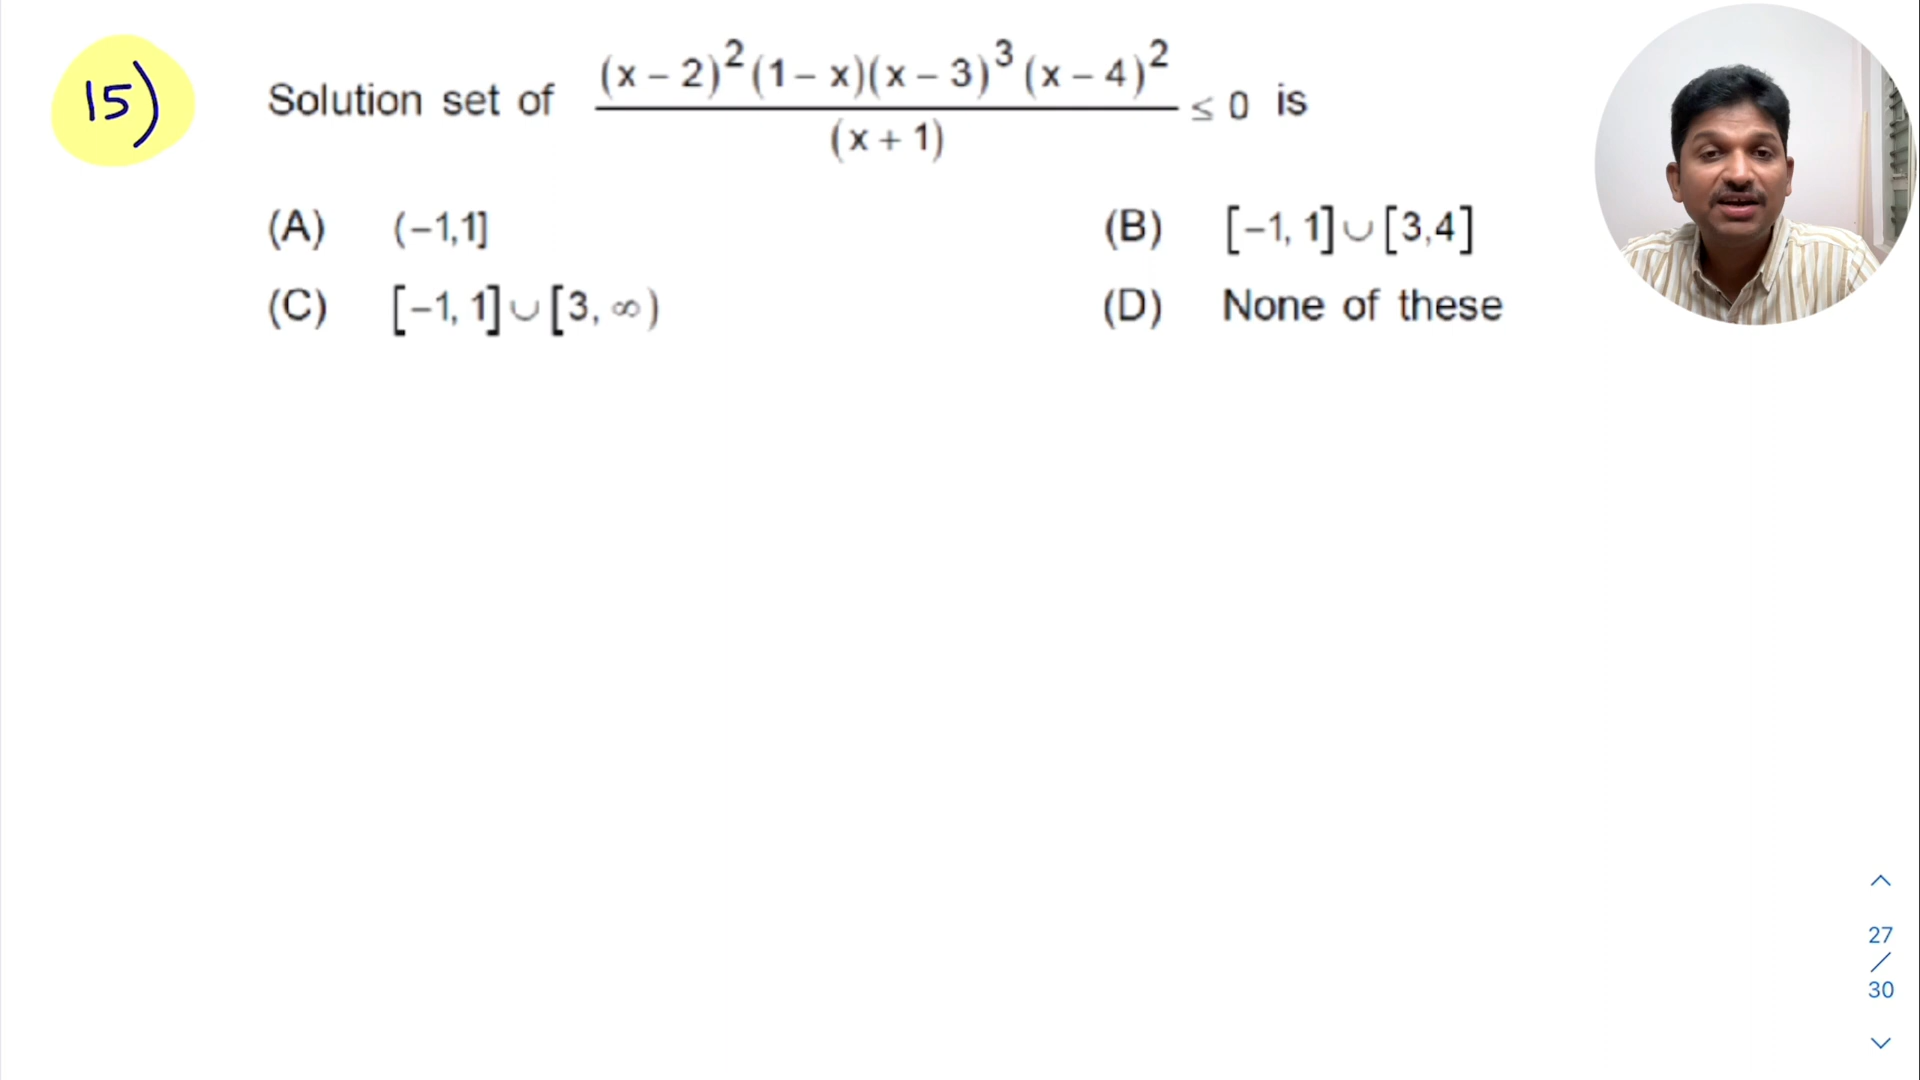 15)
Solution set of (x – 2)²(1 – x)(x – 3)³(x – 4)² / (x + 1) ≤ 0 is
(A) (–1,1]
(B) [–1, 1]∪[3,4]
(C) [–1, 1]∪[3, ∞)
(D) None of these
27
/
30